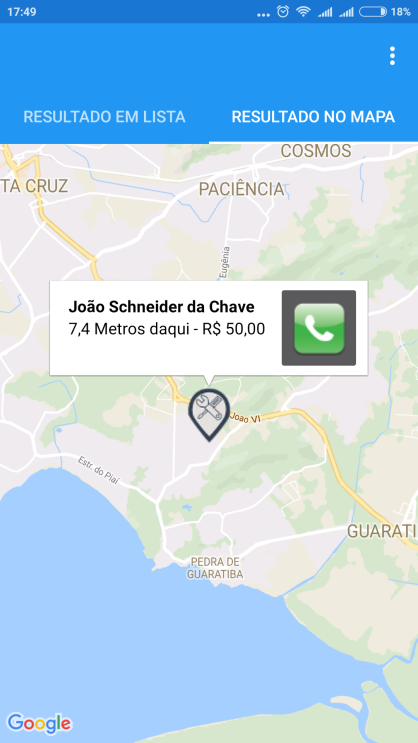 17:49
18%
RESULTADO EM LISTA
RESULTADO NO MAPA
COSMOS
TA CRUZ
PACIÊNCIA
Eugênia
João Schneider da Chave
7,4 Metros daqui - R$ 50,00
Joao VI
Estr. do Piaí
GUARATI
PEDRA DE
GUARATIBA
Google